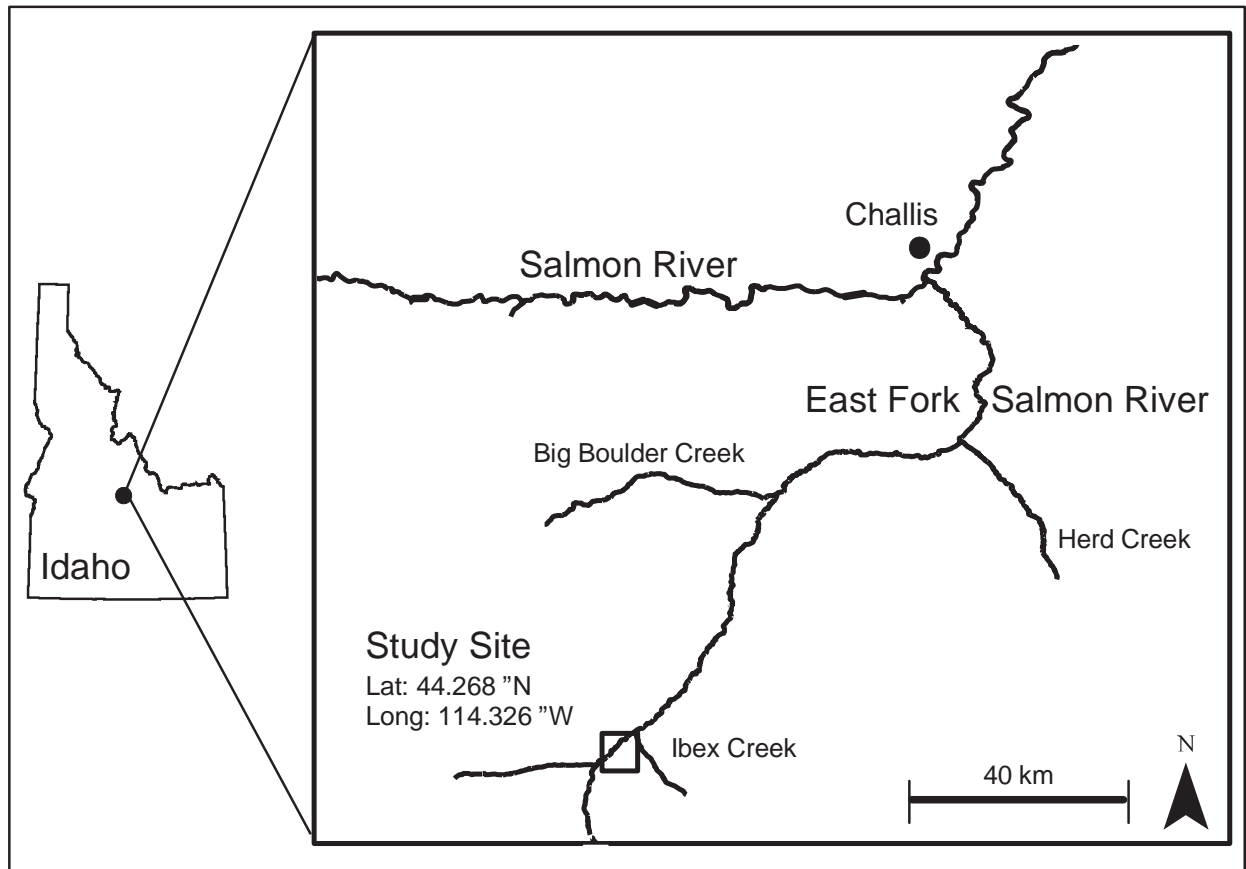 Challis
Salmon River
East Fork Salmon River
Big Boulder Creek
Herd Creek
Idaho
Study Site
Lat: 44.268 ”N
Long: 114.326 ”W
Ibex Creek
N
40 km